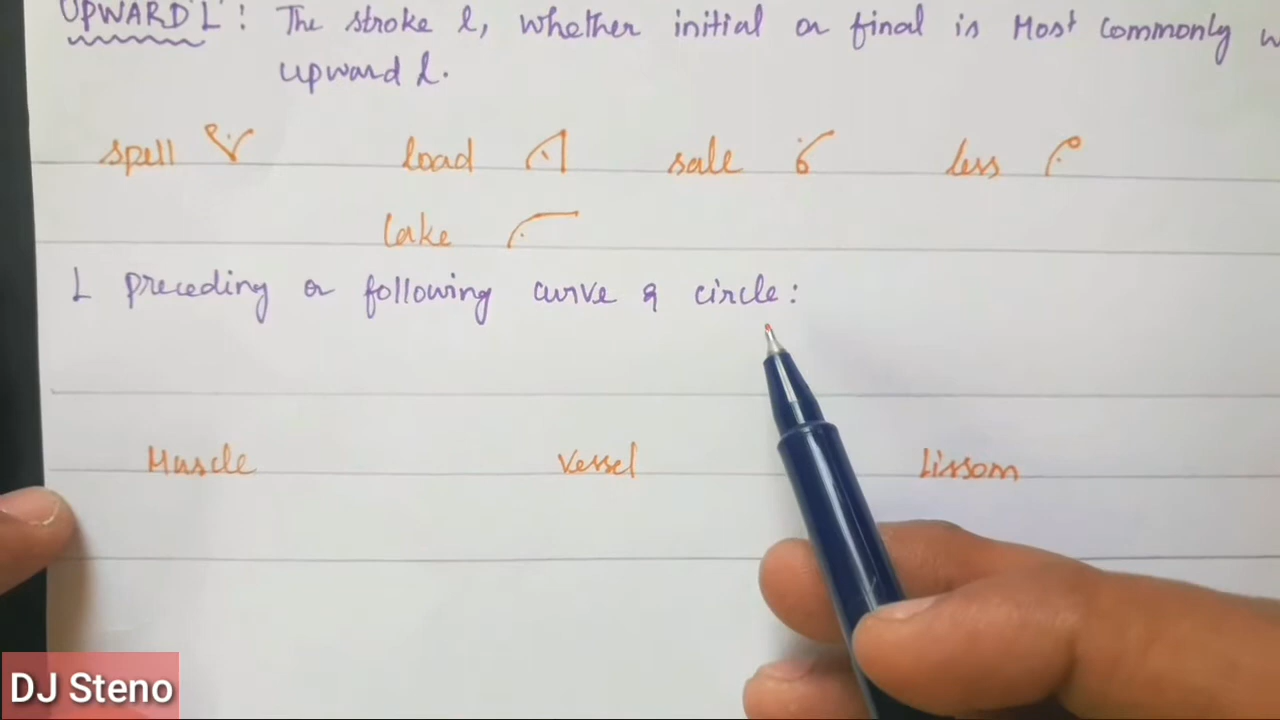 UPWARD 'L' : The stroke l, whether initial or final is Most commonly
upward l.
spell load sale less
lake
L preceding or following curve & circle :
Muscle Vessel Lissom
DJ Steno